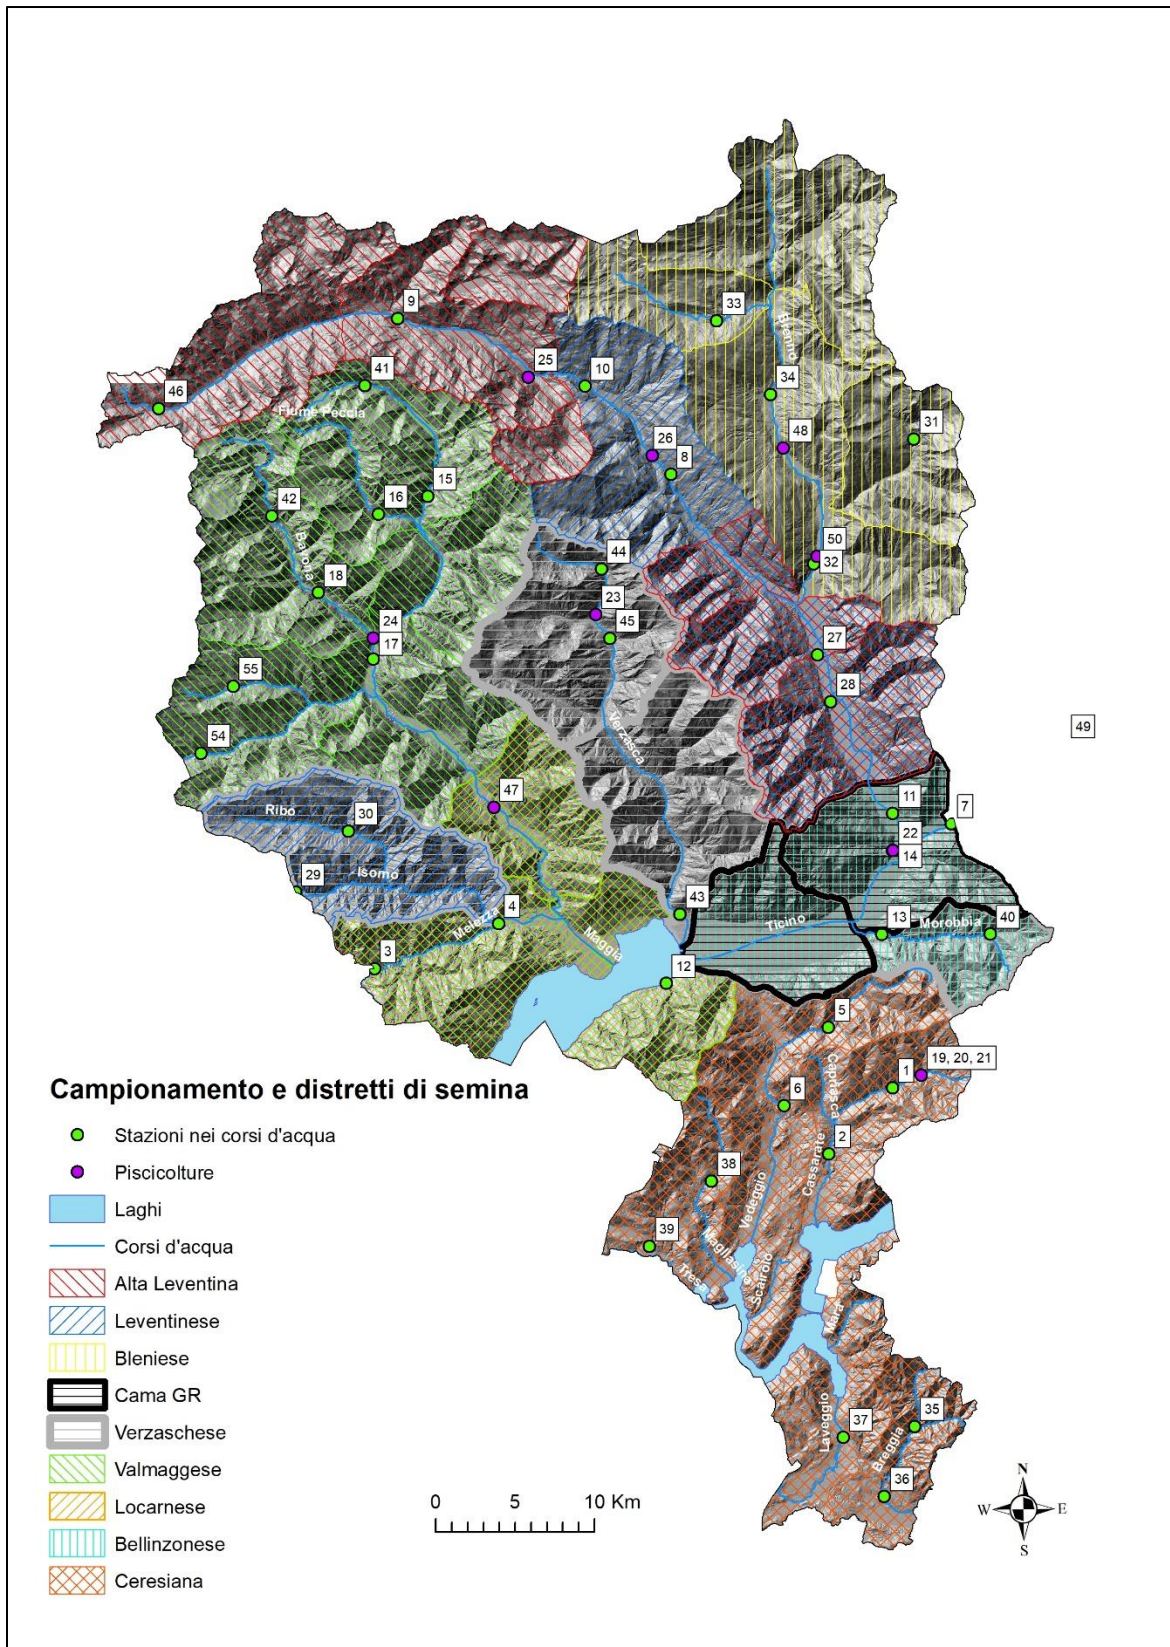 9
33
25
10
41
46
Fiume Peccia
Brenno
34
31
48
26
8
15
16
42
Bavona
18
50
32
44
23
45
24
17
27
28
55
54
Verzasca
49
47
11
7
22
14
Ribo
30
Isorno
29
4
Melezza
3
Maggia
43
12
Ticino
13
Morobbia
40
5
Capriasca
1
19, 20, 21
6
2
Cassarate
38
Vedeggio
39
Magliasina
Tresa
Scairolo
Mara
Laveggio
37
35
Breggia
36
Campionamento e distretti di semina
Stazioni nei corsi d'acqua
Piscicolture
Laghi
Corsi d'acqua
Alta Leventina
Leventinese
Bleniese
Cama GR
Verzaschese
Valmaggese
Locarnese
Bellinzonese
Ceresiana
0 5 10 Km
N
W E
S